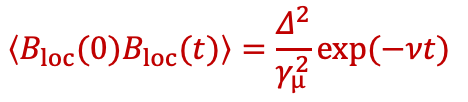 ⟨B_loc(0)B_loc(t)⟩ = Δ²/γ_μ² exp(−νt)